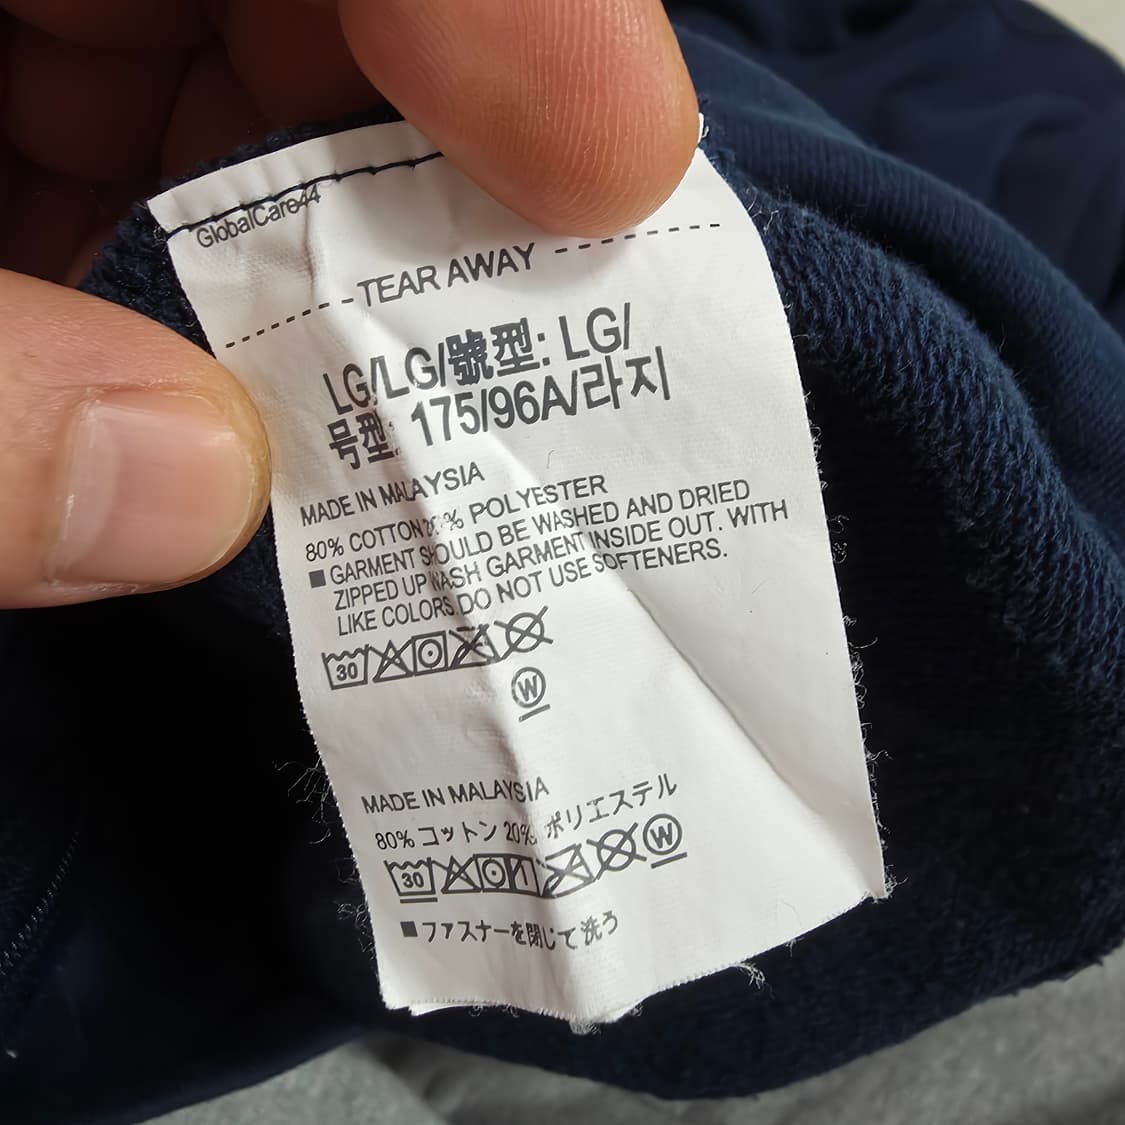 GlobalCare44
TEAR AWAY
LG/LG/號型: LG/
号型: 175/96A/라지
MADE IN MALAYSIA
80% COTTON 20% POLYESTER
■ GARMENT SHOULD BE WASHED AND DRIED
ZIPPED UP WASH GARMENT INSIDE OUT. WITH
LIKE COLORS. DO NOT USE SOFTENERS.
30
W
MADE IN MALAYSIA
80% コットン 20% ポリエステル
30 W
■ ファスナーを閉じて洗う